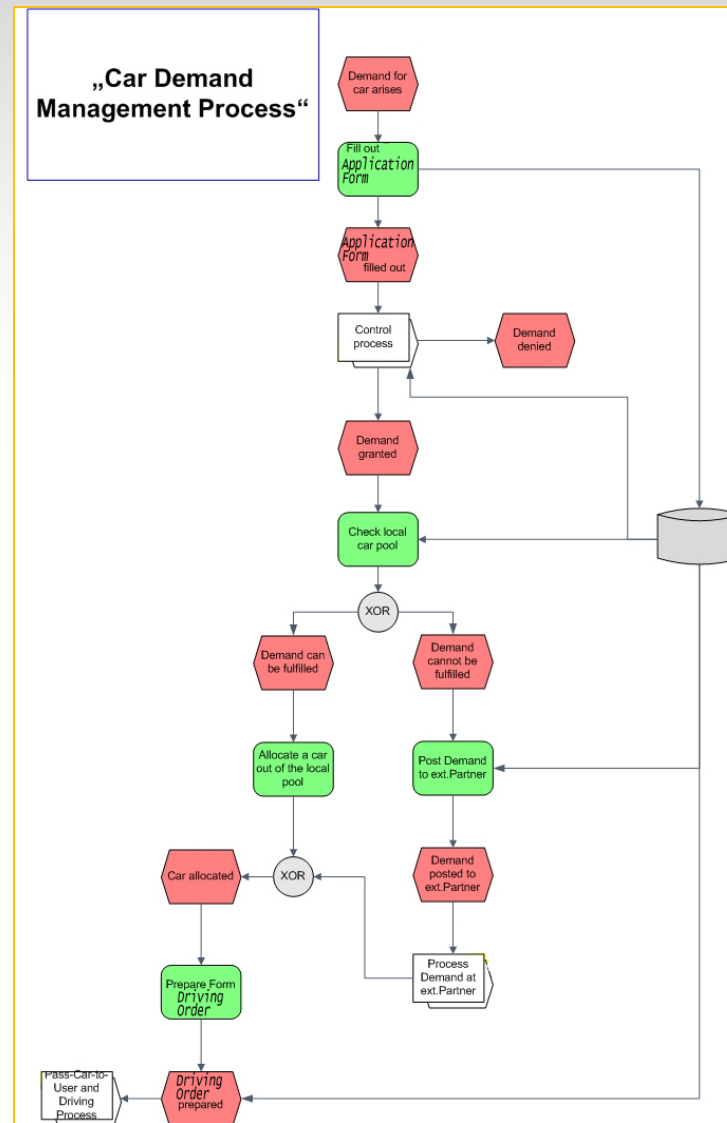 „Car Demand
Management Process“
Demand for
car arises
Fill out
Application
Form
Application
Form
filled out
Control
process
Demand
denied
Demand
granted
Check local
car pool
XOR
Demand can
be fulfilled
Demand
cannot be
fulfilled
Allocate a car
out of the local
pool
Post Demand
to ext.Partner
Car allocated
XOR
Demand
posted to
ext.Partner
Prepare Form
Driving
Order
Process
Demand at
ext.Partner
Pass-Car-to-
User and
Driving
Process
Driving
Order
prepared